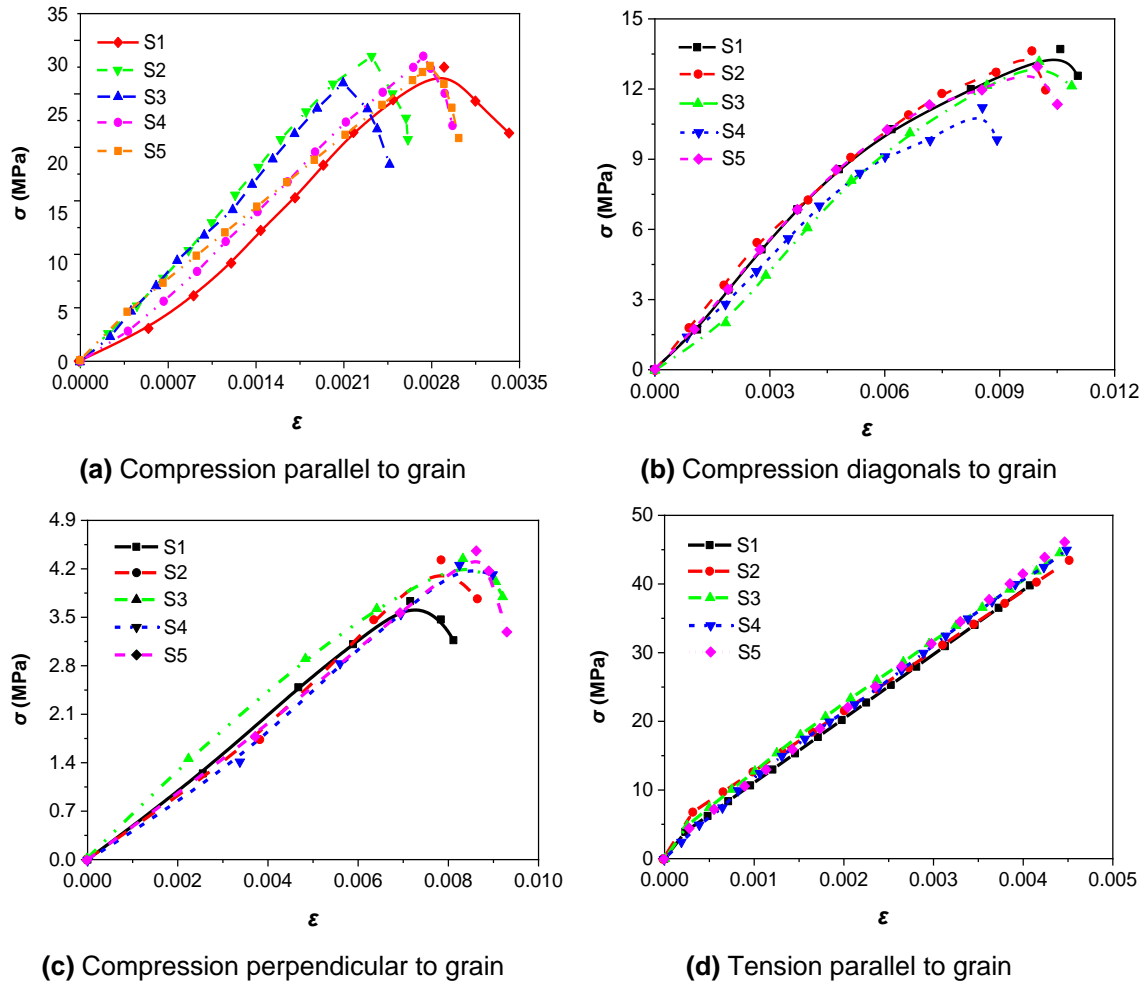 35
30
25
20
15
10
5
0
σ (MPa)
S1
S2
S3
S4
S5
0.0000 0.0007 0.0014 0.0021 0.0028 0.0035
ε
(a) Compression parallel to grain
15
12
9
6
3
0
σ (MPa)
S1
S2
S3
S4
S5
0.000 0.003 0.006 0.009 0.012
ε
(b) Compression diagonals to grain
4.9
4.2
3.5
2.8
2.1
1.4
0.7
0.0
σ (MPa)
S1
S2
S3
S4
S5
0.000 0.002 0.004 0.006 0.008 0.010
ε
(c) Compression perpendicular to grain
50
40
30
20
10
0
σ (MPa)
S1
S2
S3
S4
S5
0.000 0.001 0.002 0.003 0.004 0.005
ε
(d) Tension parallel to grain